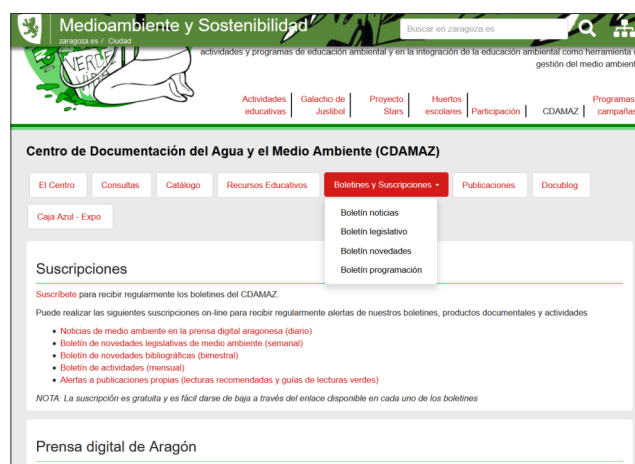 Medioambiente y Sostenibilidad
zaragoza.es / Ciudad
Buscar en zaragoza.es
VERDE
VIDA
actividades y programas de educación ambiental y en la integración de la educación ambiental como herramienta
gestión del medio ambient
Actividades educativas
Galacho de Juslibol
Proyecto Stars
Huertos escolares
Participación
CDAMAZ
Programas campañas
Centro de Documentación del Agua y el Medio Ambiente (CDAMAZ)
El Centro
Consultas
Catálogo
Recursos Educativos
Boletines y Suscripciones
Publicaciones
Docublog
Caja Azul - Expo
Boletín noticias
Boletín legislativo
Boletín novedades
Boletín programación
Suscripciones
Suscríbete para recibir regularmente los boletines del CDAMAZ.
Puede realizar las siguientes suscripciones on-line para recibir regularmente alertas de nuestros boletines, productos documentales y actividades
Noticias de medio ambiente en la prensa digital aragonesa (diario)
Boletín de novedades legislativas de medio ambiente (semanal)
Boletín de novedades bibliográficas (bimestral)
Boletín de actividades (mensual)
Alertas a publicaciones propias (lecturas recomendadas y guías de lecturas verdes)
NOTA: La suscripción es gratuita y es fácil darse de baja a través del enlace disponible en cada uno de los boletines
Prensa digital de Aragón